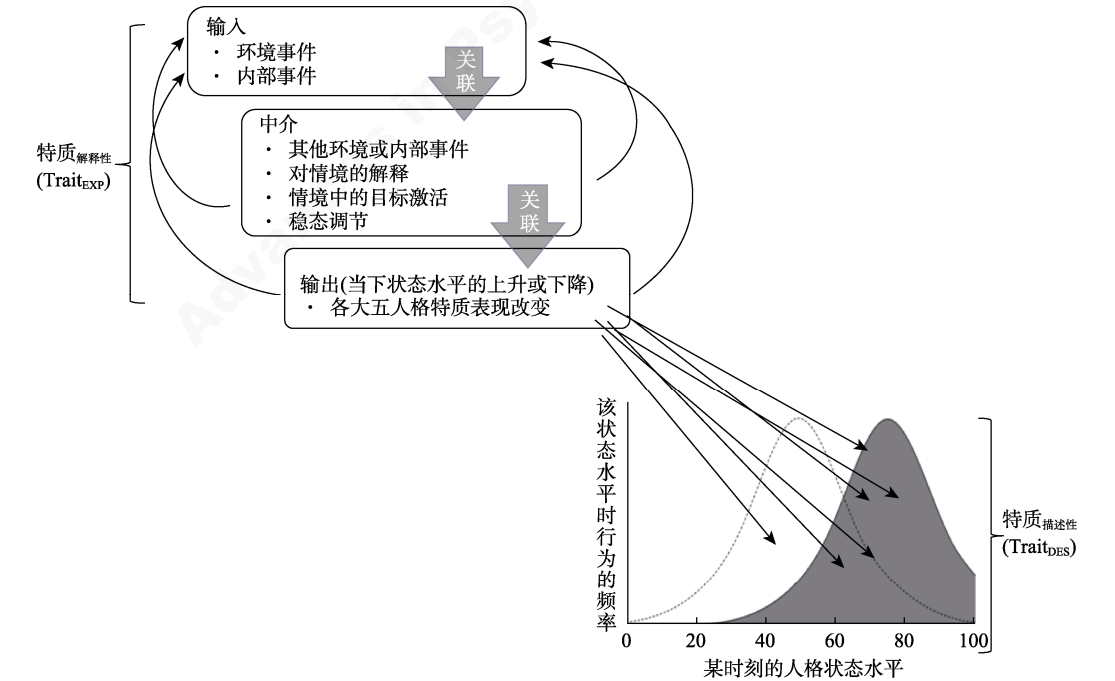 输入
· 环境事件
· 内部事件
关
联
中介
· 其他环境或内部事件
· 对情境的解释
· 情境中的目标激活
· 稳态调节
特质解释性
(TraitEXP)
关
联
输出(当下状态水平的上升或下降)
· 各大五人格特质表现改变
该状态水平时行为的频率
特质描述性
(TraitDES)
0 20 40 60 80 100
某时刻的人格状态水平